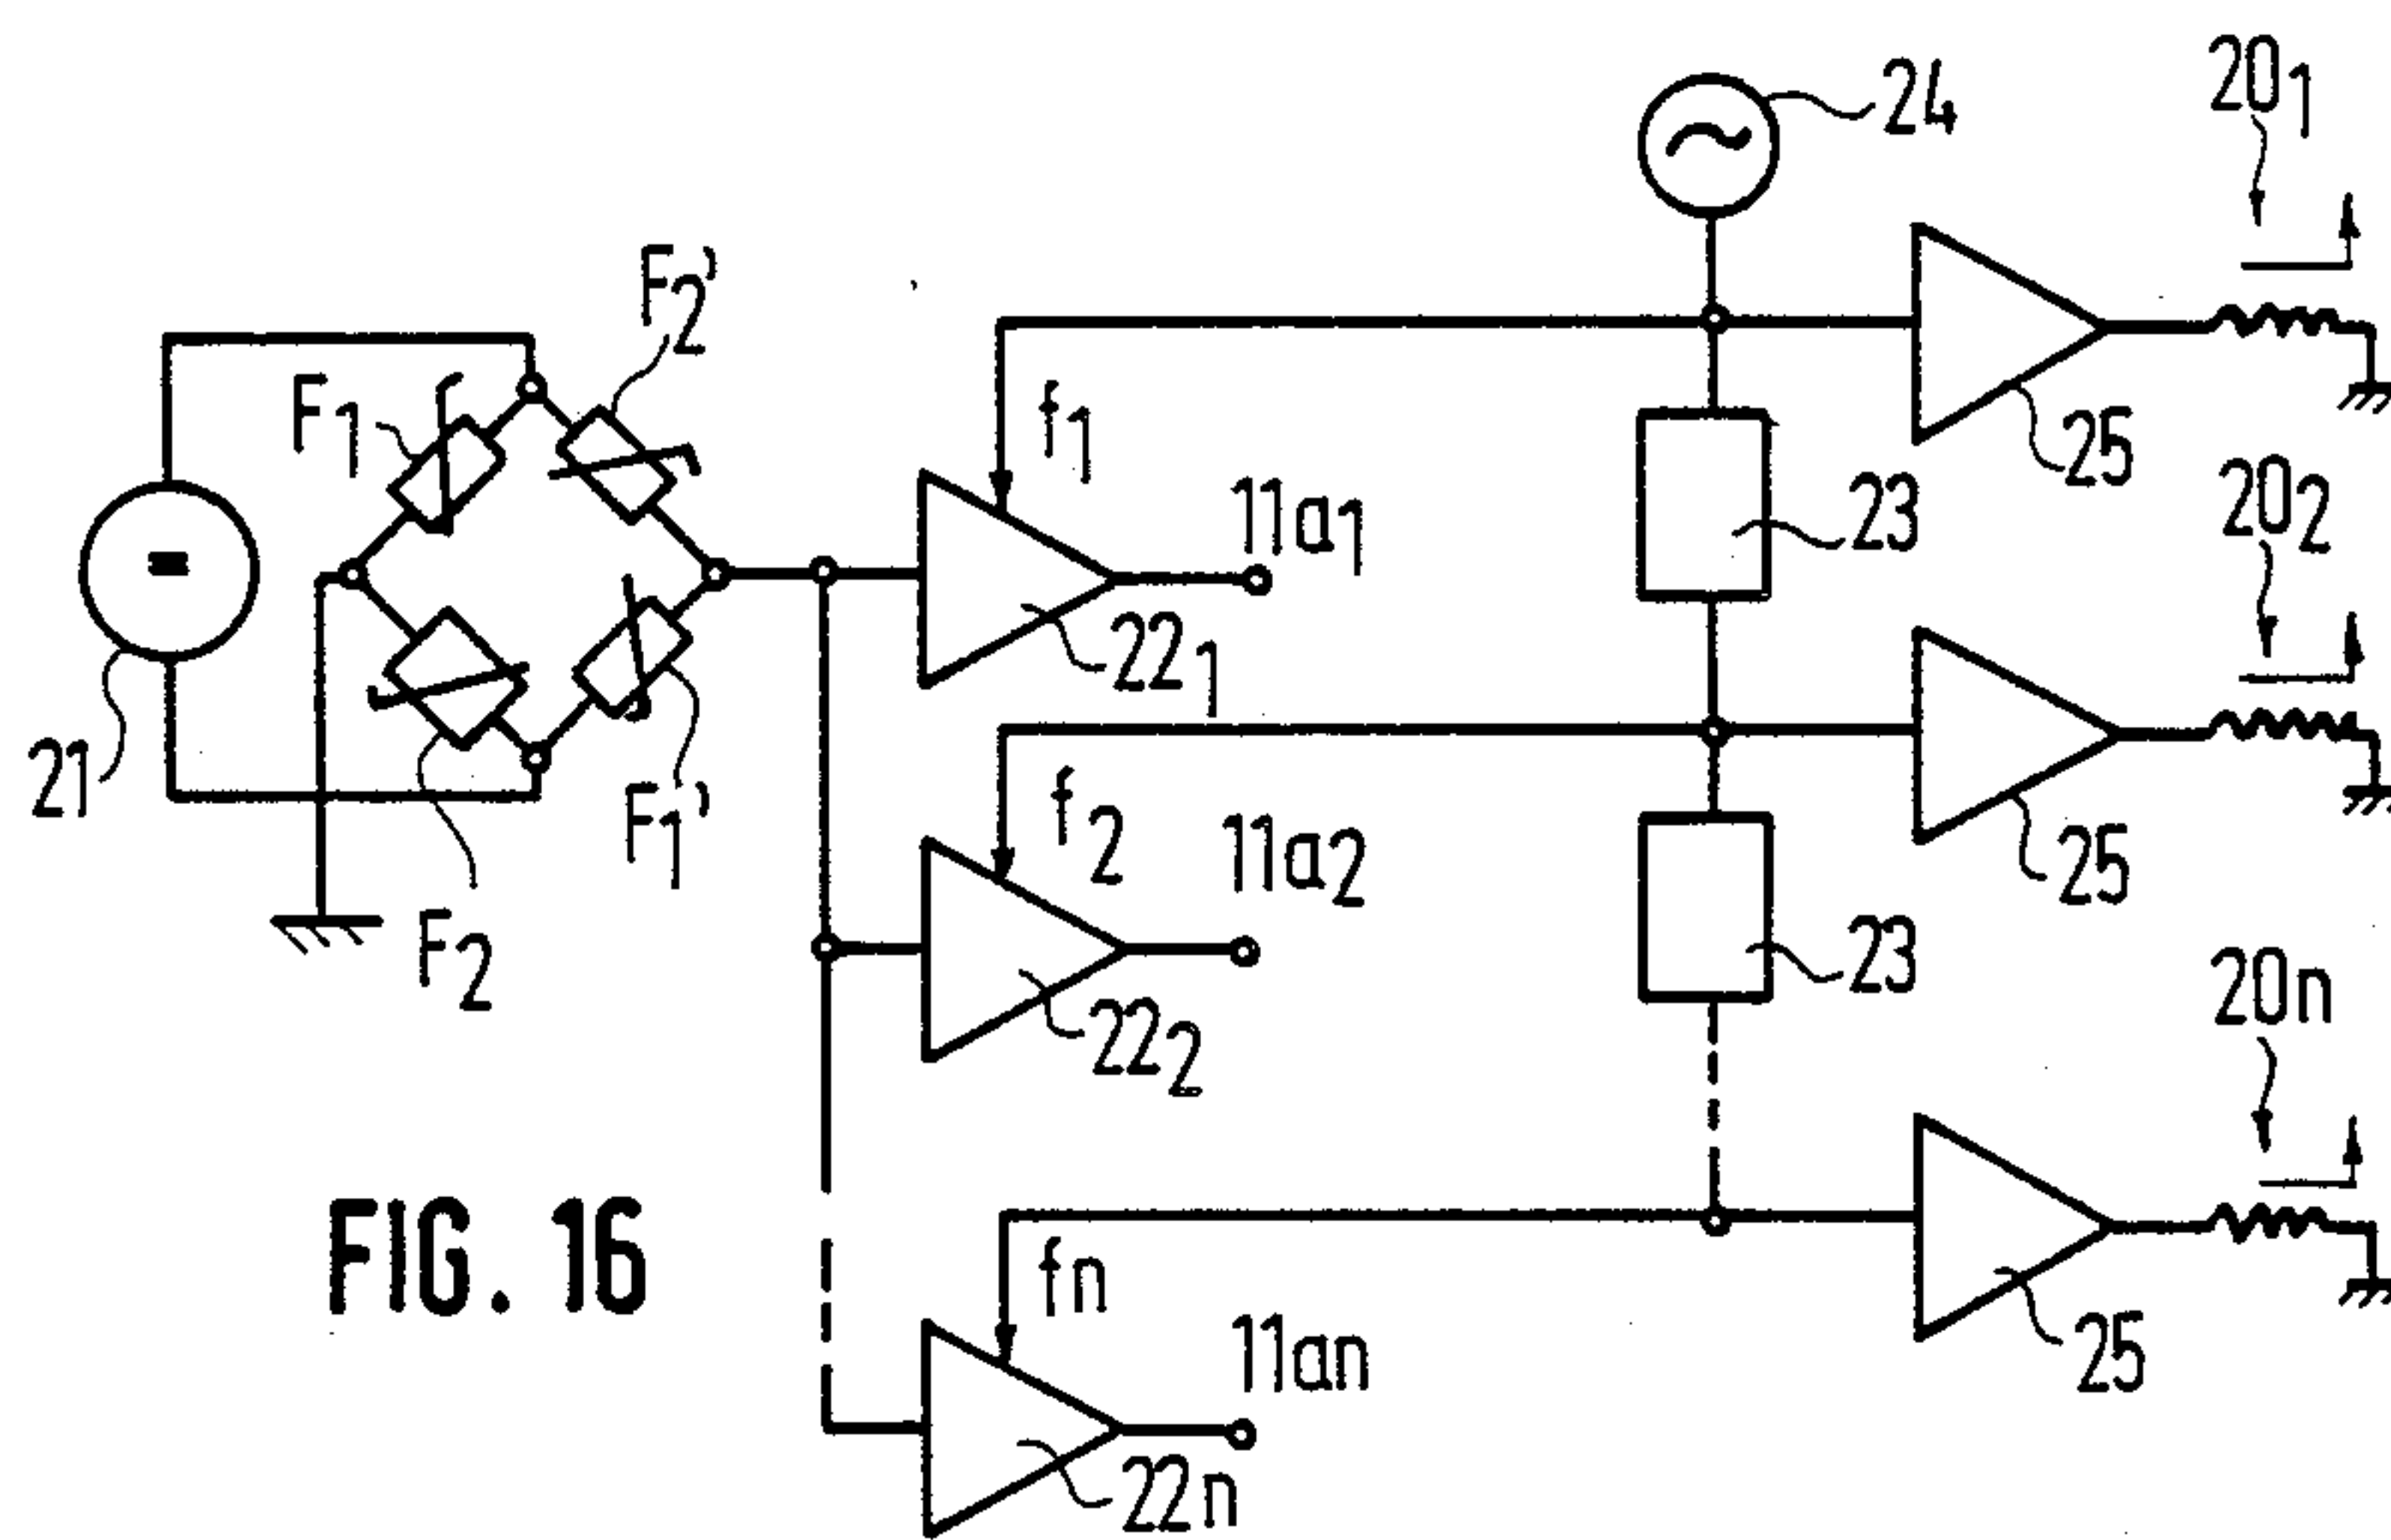 24
20₁
F₂'
F₁
f₁
25
11a₁
23
20₂
22₁
21
F₁'
f₂
11a₂
25
F₂
23
20n
22₂
FIG. 16
fn
11an
25
22n